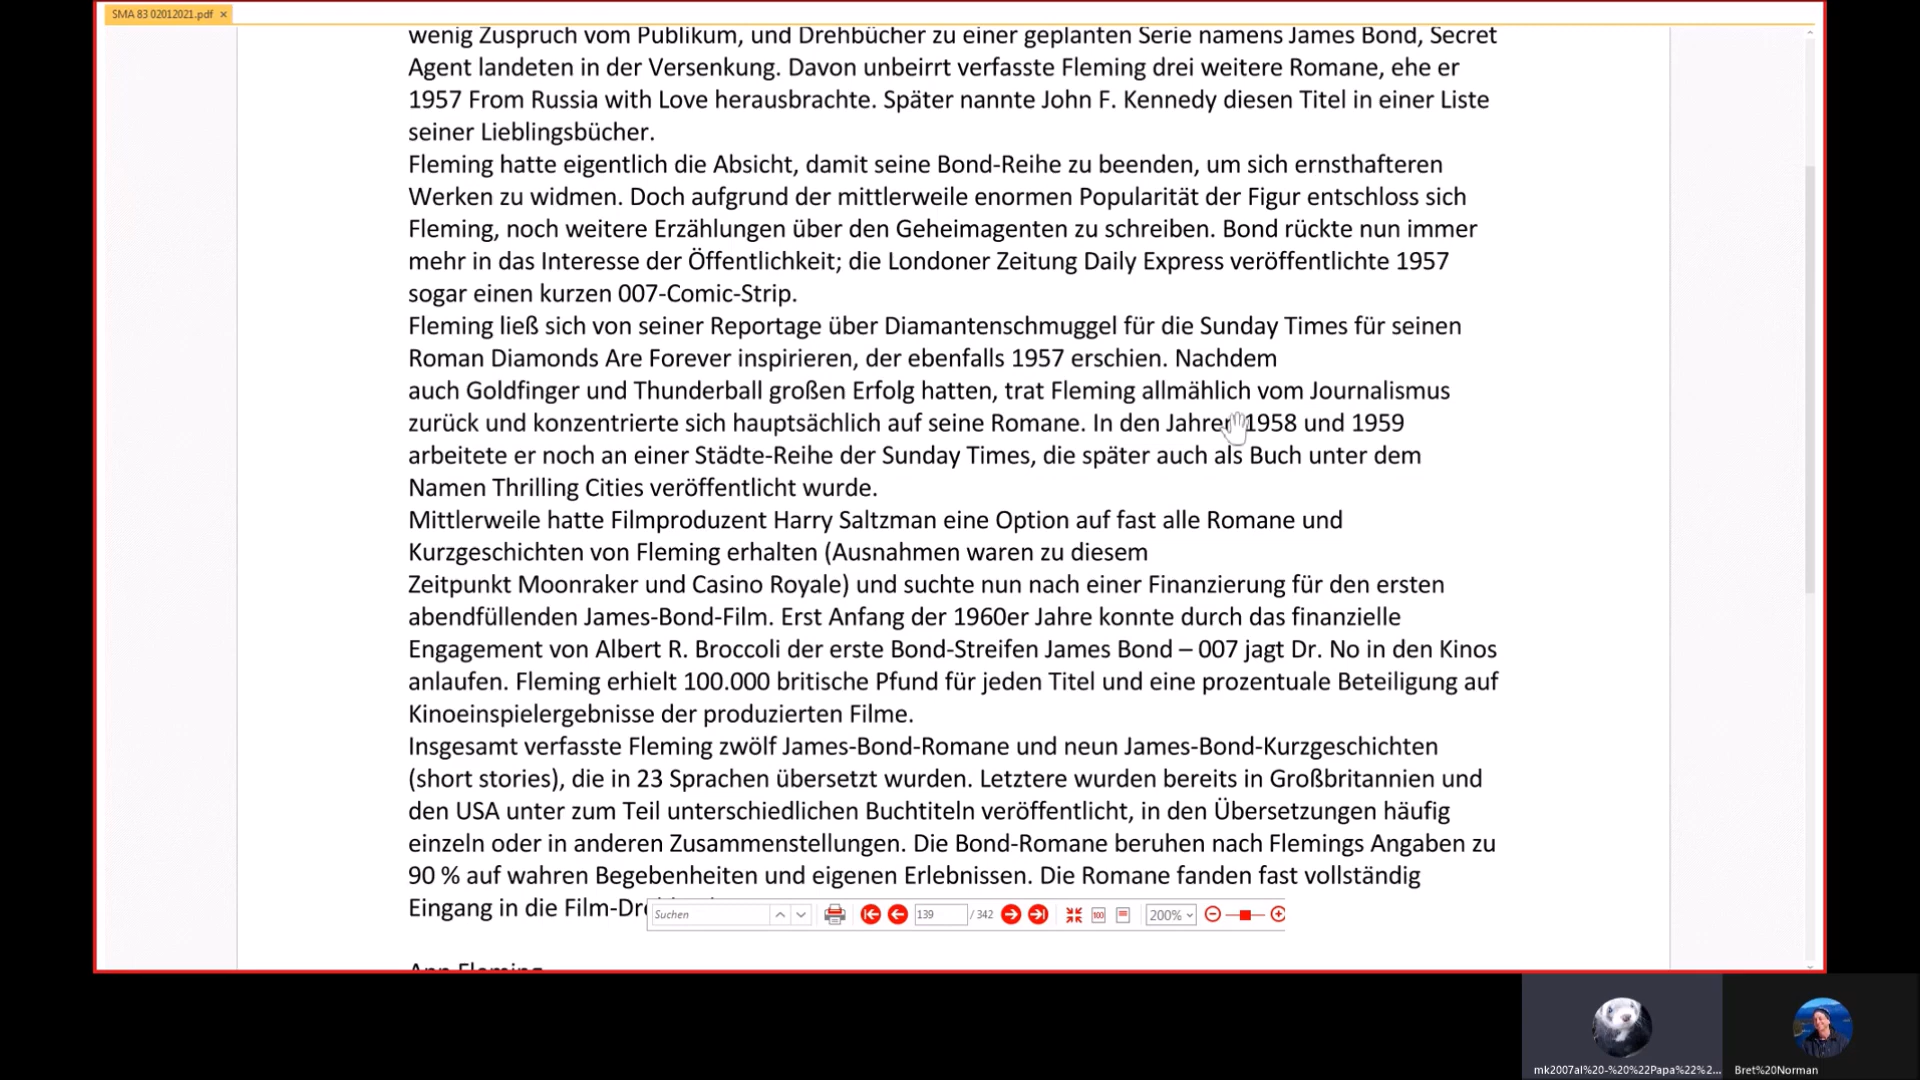 SMA 83 02012021.pdf ×
wenig Zuspruch vom Publikum, und Drehbücher zu einer geplanten Serie namens James Bond, Secret
Agent landeten in der Versenkung. Davon unbeirrt verfasste Fleming drei weitere Romane, ehe er
1957 From Russia with Love herausbrachte. Später nannte John F. Kennedy diesen Titel in einer Liste
seiner Lieblingsbücher.
Fleming hatte eigentlich die Absicht, damit seine Bond-Reihe zu beenden, um sich ernsthafteren
Werken zu widmen. Doch aufgrund der mittlerweile enormen Popularität der Figur entschloss sich
Fleming, noch weitere Erzählungen über den Geheimagenten zu schreiben. Bond rückte nun immer
mehr in das Interesse der Öffentlichkeit; die Londoner Zeitung Daily Express veröffentlichte 1957
sogar einen kurzen 007-Comic-Strip.
Fleming ließ sich von seiner Reportage über Diamantenschmuggel für die Sunday Times für seinen
Roman Diamonds Are Forever inspirieren, der ebenfalls 1957 erschien. Nachdem
auch Goldfinger und Thunderball großen Erfolg hatten, trat Fleming allmählich vom Journalismus
zurück und konzentrierte sich hauptsächlich auf seine Romane. In den Jahren 1958 und 1959
arbeitete er noch an einer Städte-Reihe der Sunday Times, die später auch als Buch unter dem
Namen Thrilling Cities veröffentlicht wurde.
Mittlerweile hatte Filmproduzent Harry Saltzman eine Option auf fast alle Romane und
Kurzgeschichten von Fleming erhalten (Ausnahmen waren zu diesem
Zeitpunkt Moonraker und Casino Royale) und suchte nun nach einer Finanzierung für den ersten
abendfüllenden James-Bond-Film. Erst Anfang der 1960er Jahre konnte durch das finanzielle
Engagement von Albert R. Broccoli der erste Bond-Streifen James Bond – 007 jagt Dr. No in den Kinos
anlaufen. Fleming erhielt 100.000 britische Pfund für jeden Titel und eine prozentuale Beteiligung auf
Kinoeinspielergebnisse der produzierten Filme.
Insgesamt verfasste Fleming zwölf James-Bond-Romane und neun James-Bond-Kurzgeschichten
(short stories), die in 23 Sprachen übersetzt wurden. Letztere wurden bereits in Großbritannien und
den USA unter zum Teil unterschiedlichen Buchtiteln veröffentlicht, in den Übersetzungen häufig
einzeln oder in anderen Zusammenstellungen. Die Bond-Romane beruhen nach Flemings Angaben zu
90 % auf wahren Begebenheiten und eigenen Erlebnissen. Die Romane fanden fast vollständig
Eingang in die
Suchen 139 / 342 100 200%
Ann Fleming
mk2007al%20-%20%22Papa%22%2... Bret%20Norman